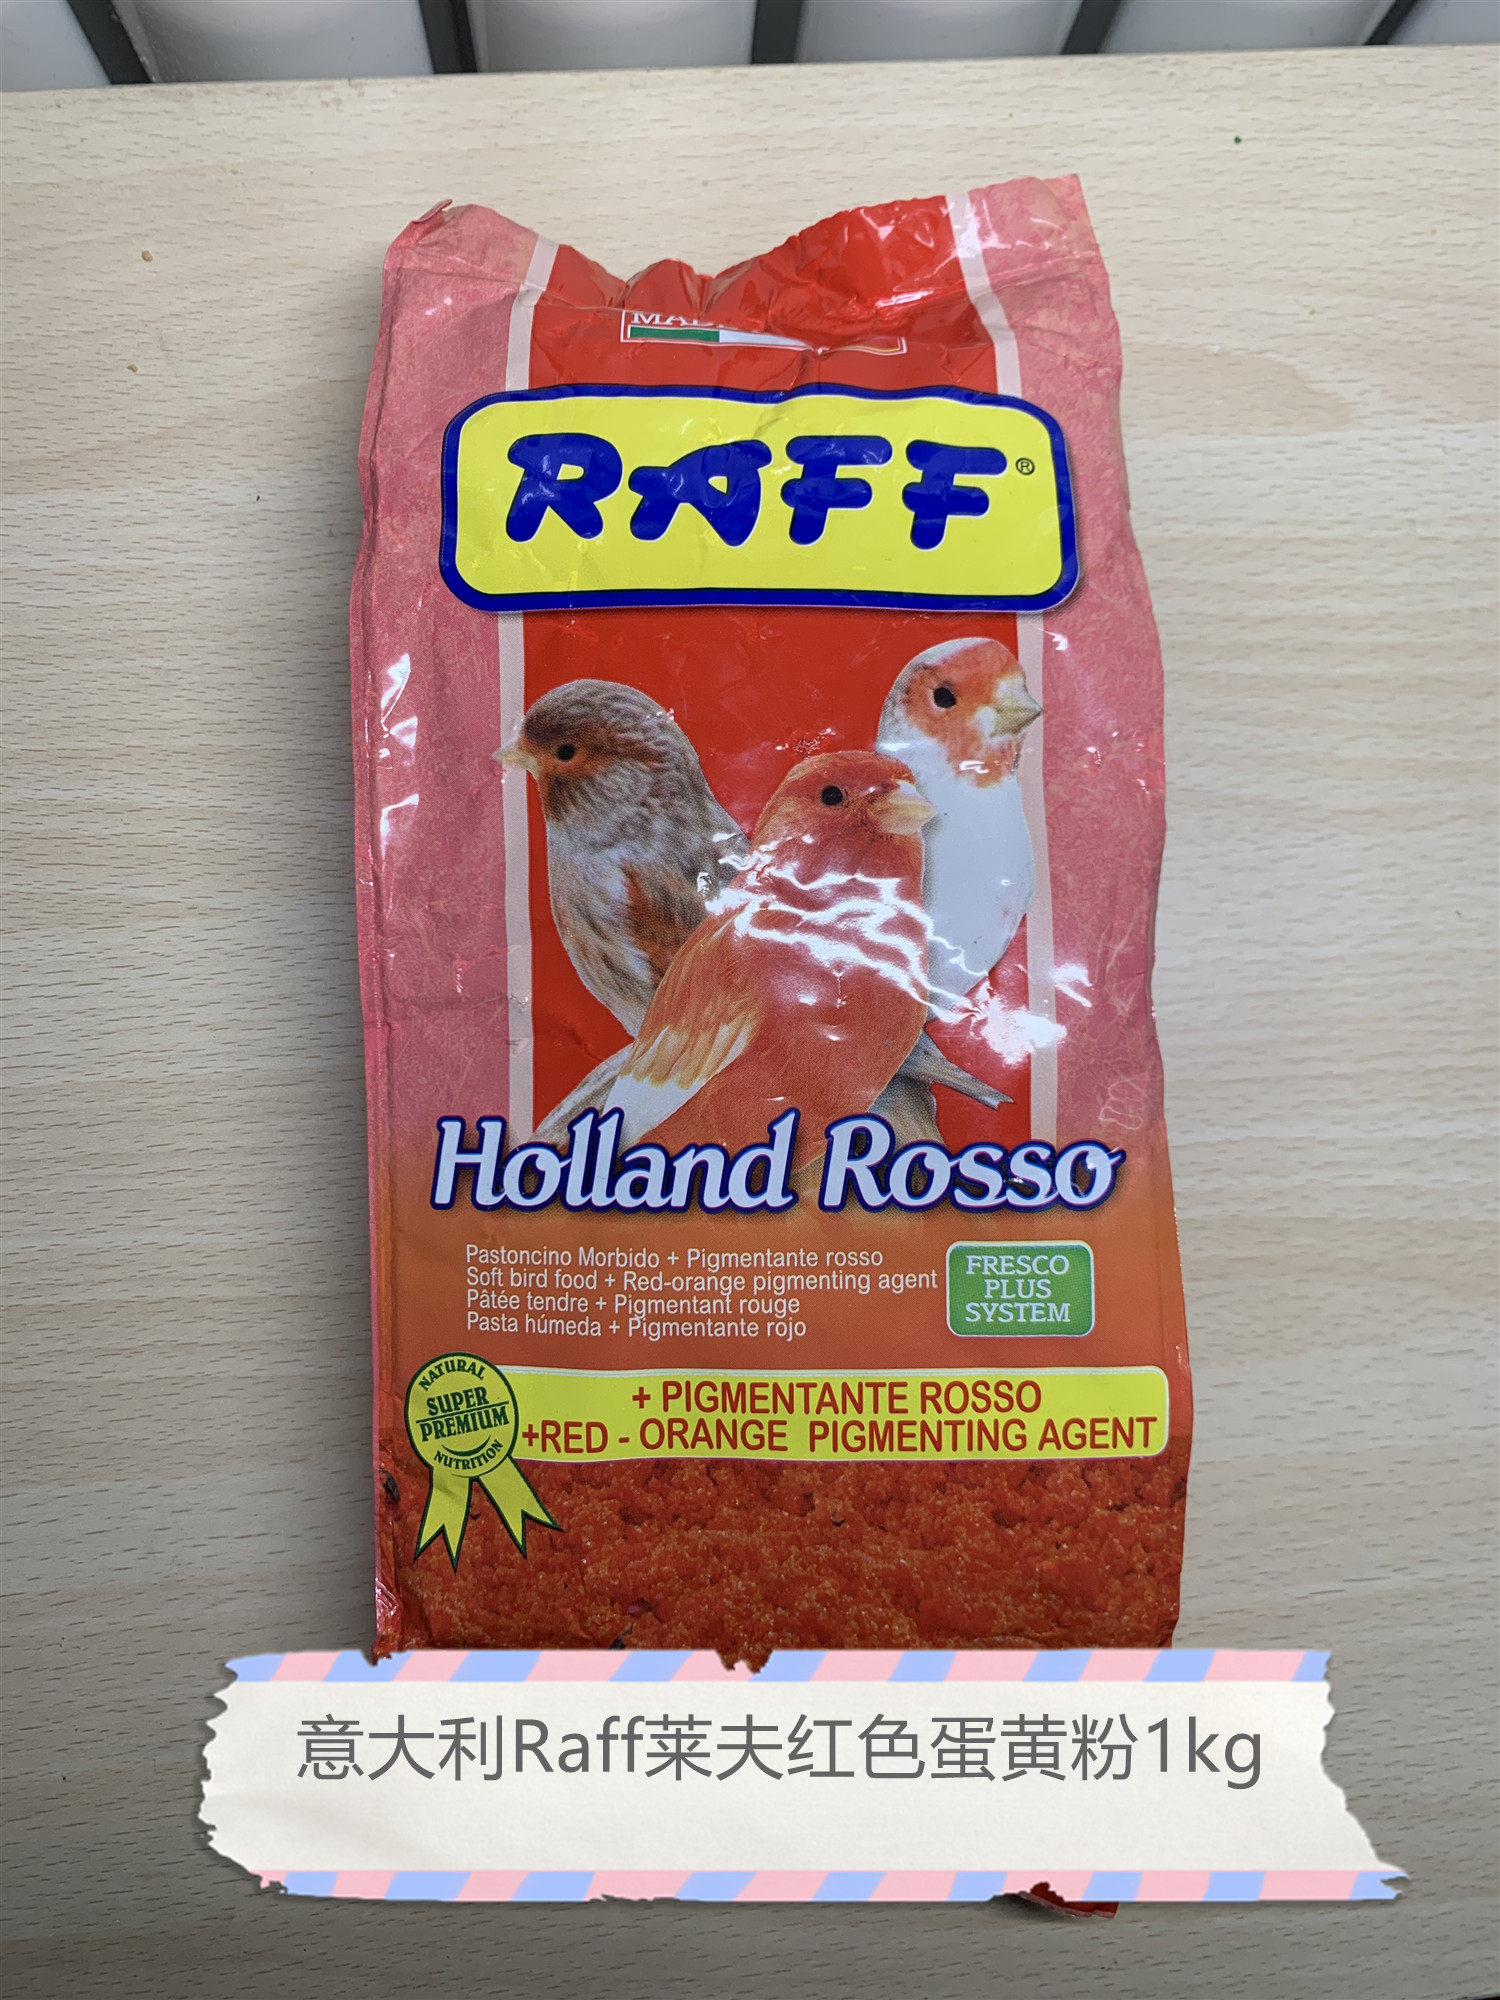 MADE
RAFF®
Holland Rosso
Pastoncino Morbido + Pigmentante rosso
Soft bird food + Red-orange pigmenting agent
Pâtée tendre + Pigmentant rouge
Pasta húmeda + Pigmentante rojo
FRESCO
PLUS
SYSTEM
NATURAL
SUPER
PREMIUM
NUTRITION
+ PIGMENTANTE ROSSO
+RED - ORANGE PIGMENTING AGENT
意大利Raff莱夫红色蛋黄粉1kg